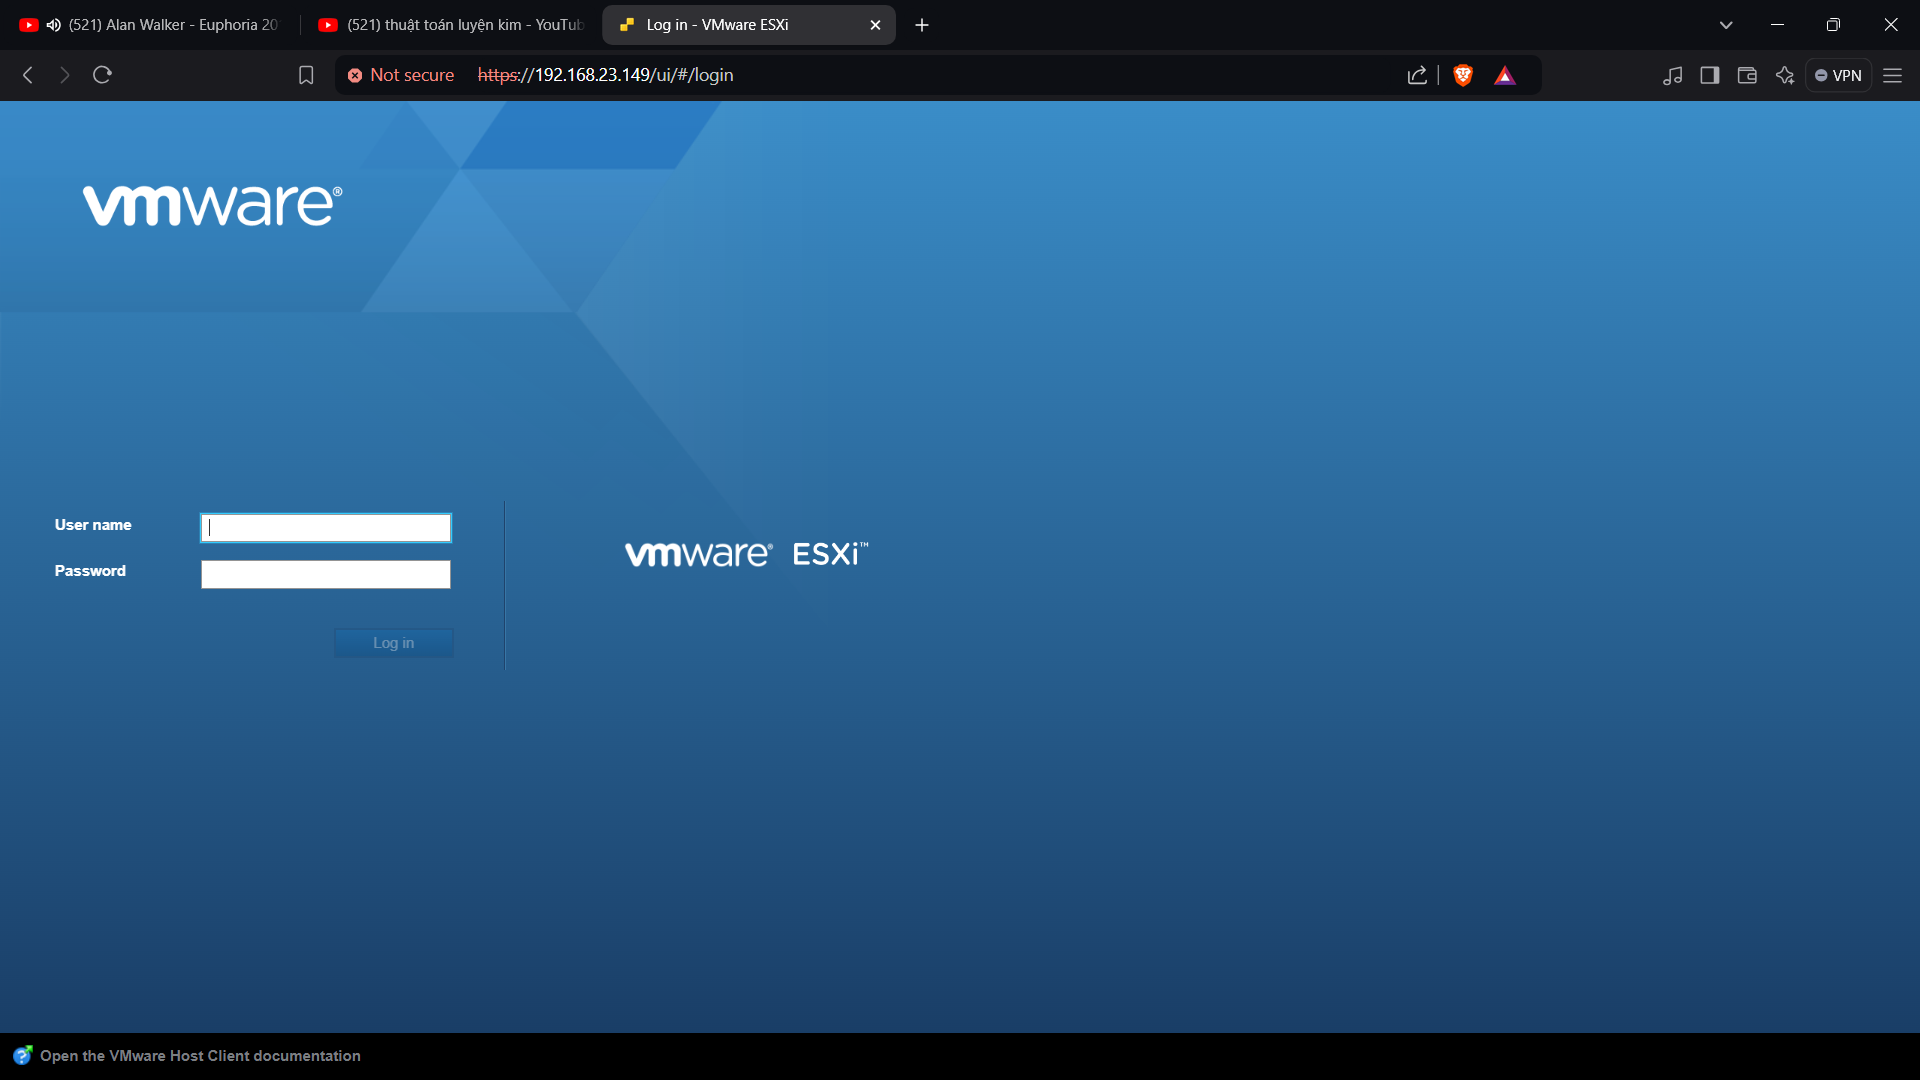 (521) Alan Walker - Euphoria 20
(521) thuật toán luyện kim - YouTub
Log in - VMware ESXi
Not secure
https://192.168.23.149/ui/#/login
VPN
vmware®
User name
Password
Log in
vmware® ESXi™
Open the VMware Host Client documentation